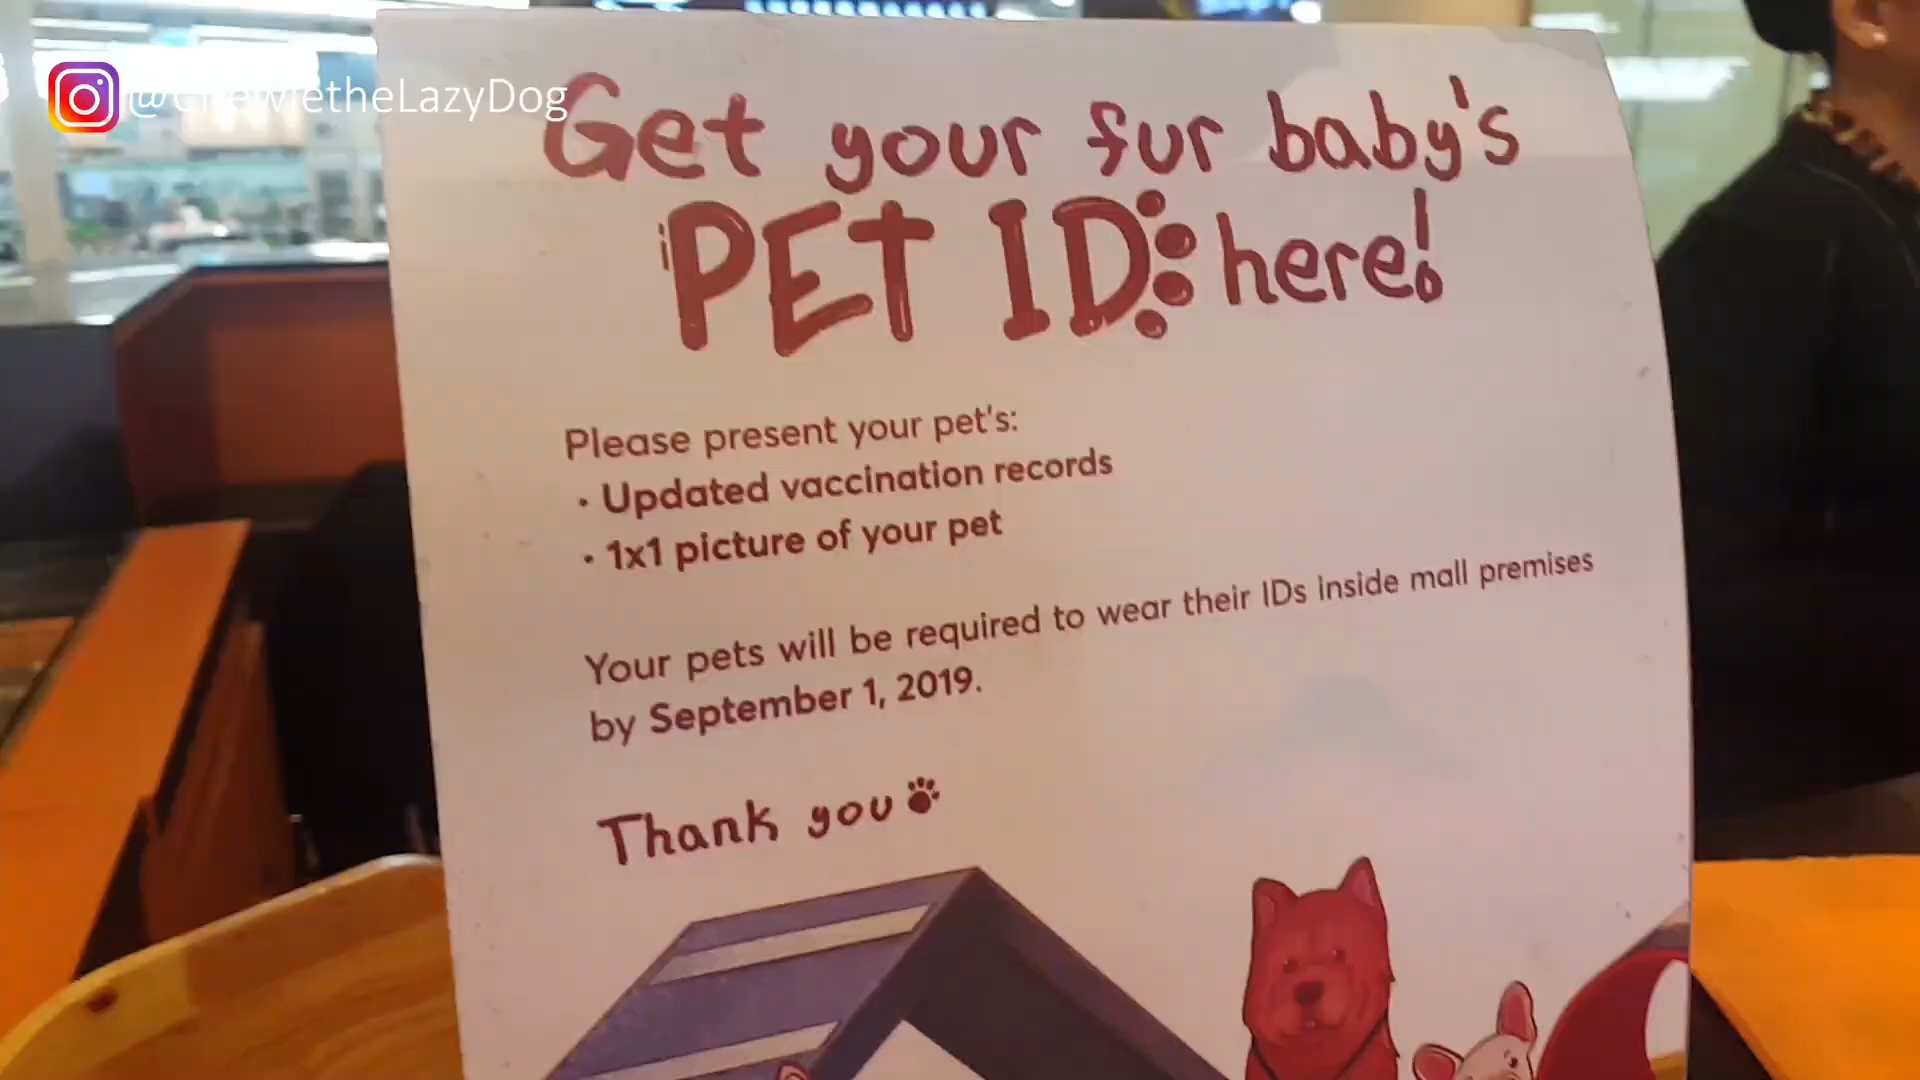 @ChewietheLazyDog
Get your fur baby's
PET ID here!
Please present your pet's:
• Updated vaccination records
• 1x1 picture of your pet
Your pets will be required to wear their IDs inside mall premises
by September 1, 2019.
Thank you